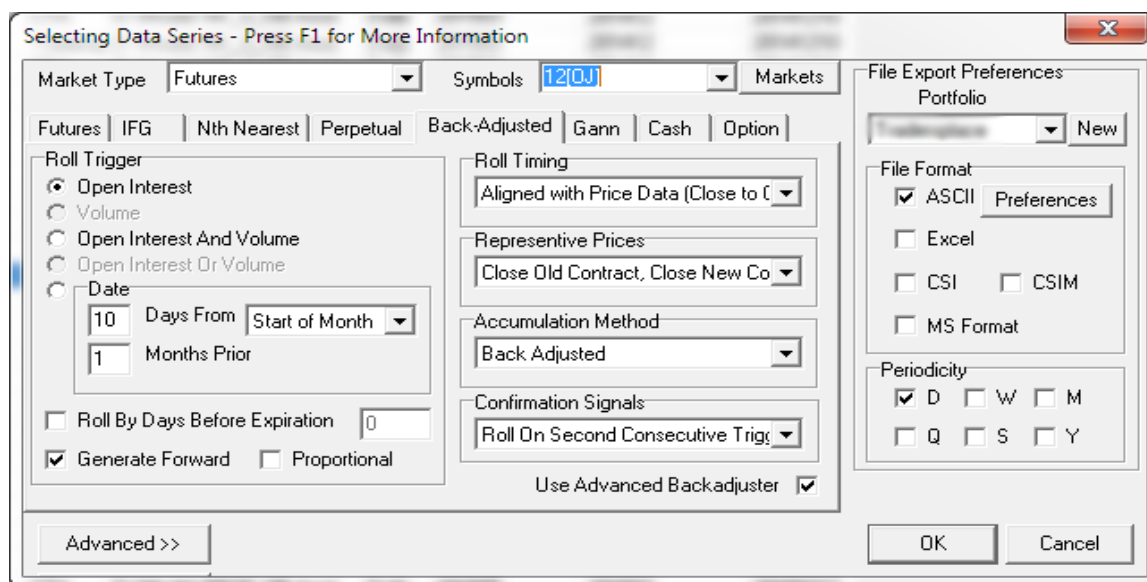 Selecting Data Series - Press F1 for More Information
x
Market Type Futures Symbols 12[OJ] Markets
Futures IFG Nth Nearest Perpetual Back-Adjusted Gann Cash Option
Roll Trigger
Open Interest
Volume
Open Interest And Volume
Open Interest Or Volume
Date
10 Days From Start of Month
1 Months Prior
Roll By Days Before Expiration 0
Generate Forward Proportional
Roll Timing
Aligned with Price Data (Close to
Representive Prices
Close Old Contract, Close New Co
Accumulation Method
Back Adjusted
Confirmation Signals
Roll On Second Consecutive Trigg
Use Advanced Backadjuster
File Export Preferences
Portfolio
New
File Format
ASCII Preferences
Excel
CSI CSIM
MS Format
Periodicity
D W M
Q S Y
Advanced >>
OK Cancel